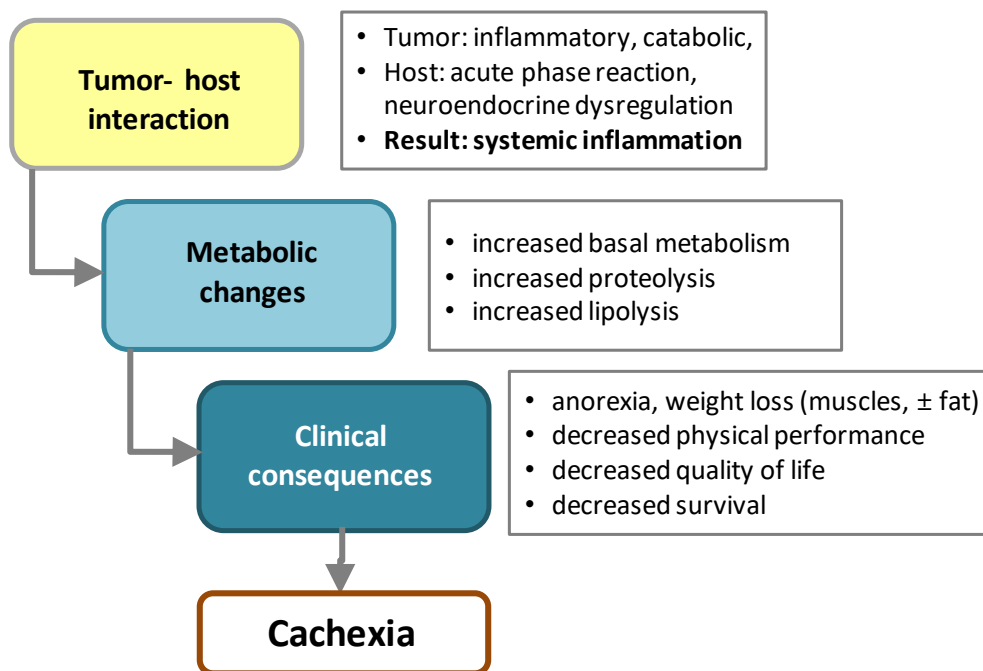 Tumor- host
interaction
• Tumor: inflammatory, catabolic,
• Host: acute phase reaction,
neuroendocrine dysregulation
• Result: systemic inflammation
Metabolic
changes
• increased basal metabolism
• increased proteolysis
• increased lipolysis
Clinical
consequences
• anorexia, weight loss (muscles, ± fat)
• decreased physical performance
• decreased quality of life
• decreased survival
Cachexia